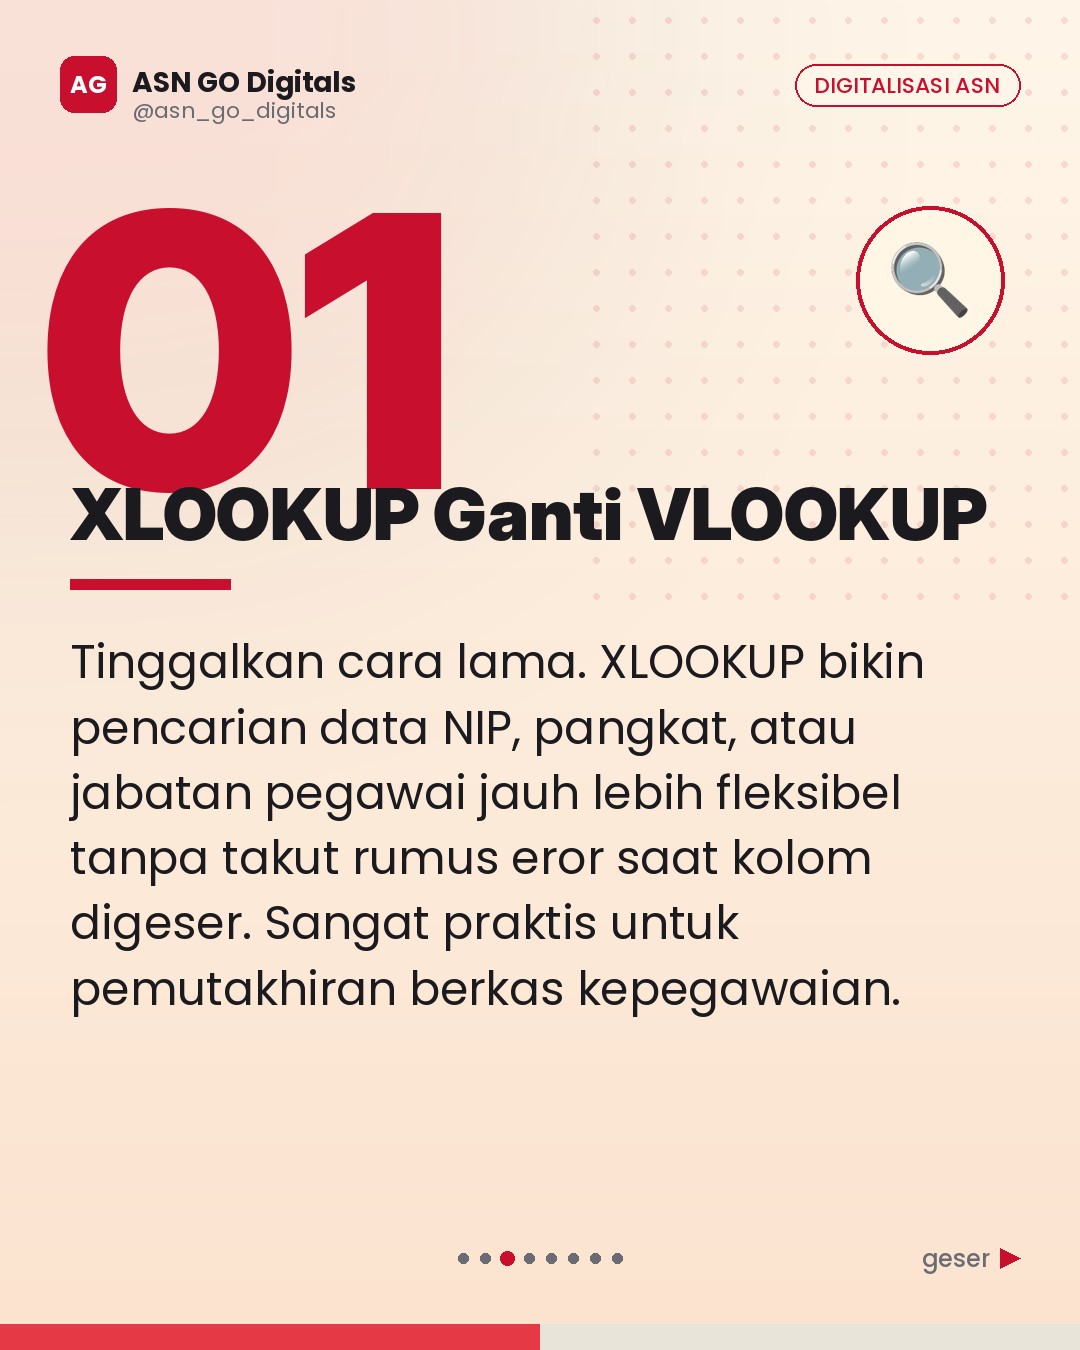 AG
ASN GO Digitals
@asn_go_digitals
DIGITALISASI ASN
01
XLOOKUP Ganti VLOOKUP
Tinggalkan cara lama. XLOOKUP bikin
pencarian data NIP, pangkat, atau
jabatan pegawai jauh lebih fleksibel
tanpa takut rumus eror saat kolom
digeser. Sangat praktis untuk
pemutakhiran berkas kepegawaian.
geser